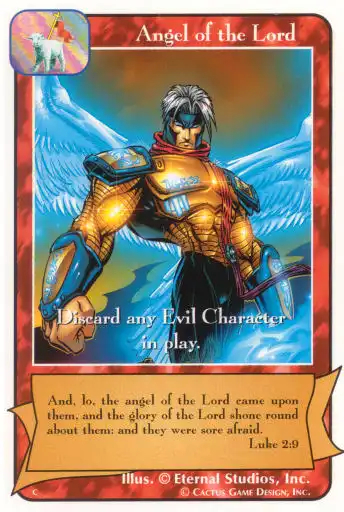 Angel of the Lord
Discard any Evil Character
in play.
And, lo, the angel of the Lord came upon
them, and the glory of the Lord shone round
about them: and they were sore afraid.
Luke 2:9
Illus. © Eternal Studios, Inc.
C
© Cactus Game Design, Inc.